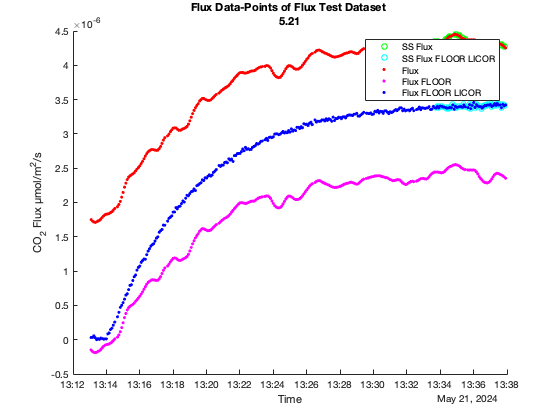 Flux Data-Points of Flux Test Dataset
5.21
×10⁻⁶
4.5
4
3.5
3
2.5
2
1.5
1
0.5
0
-0.5
CO₂ Flux μmol/m²/s
SS Flux
SS Flux FLOOR LICOR
Flux
Flux FLOOR
Flux FLOOR LICOR
13:12 13:14 13:16 13:18 13:20 13:22 13:24 13:26 13:28 13:30 13:32 13:34 13:36 13:38
Time
May 21, 2024